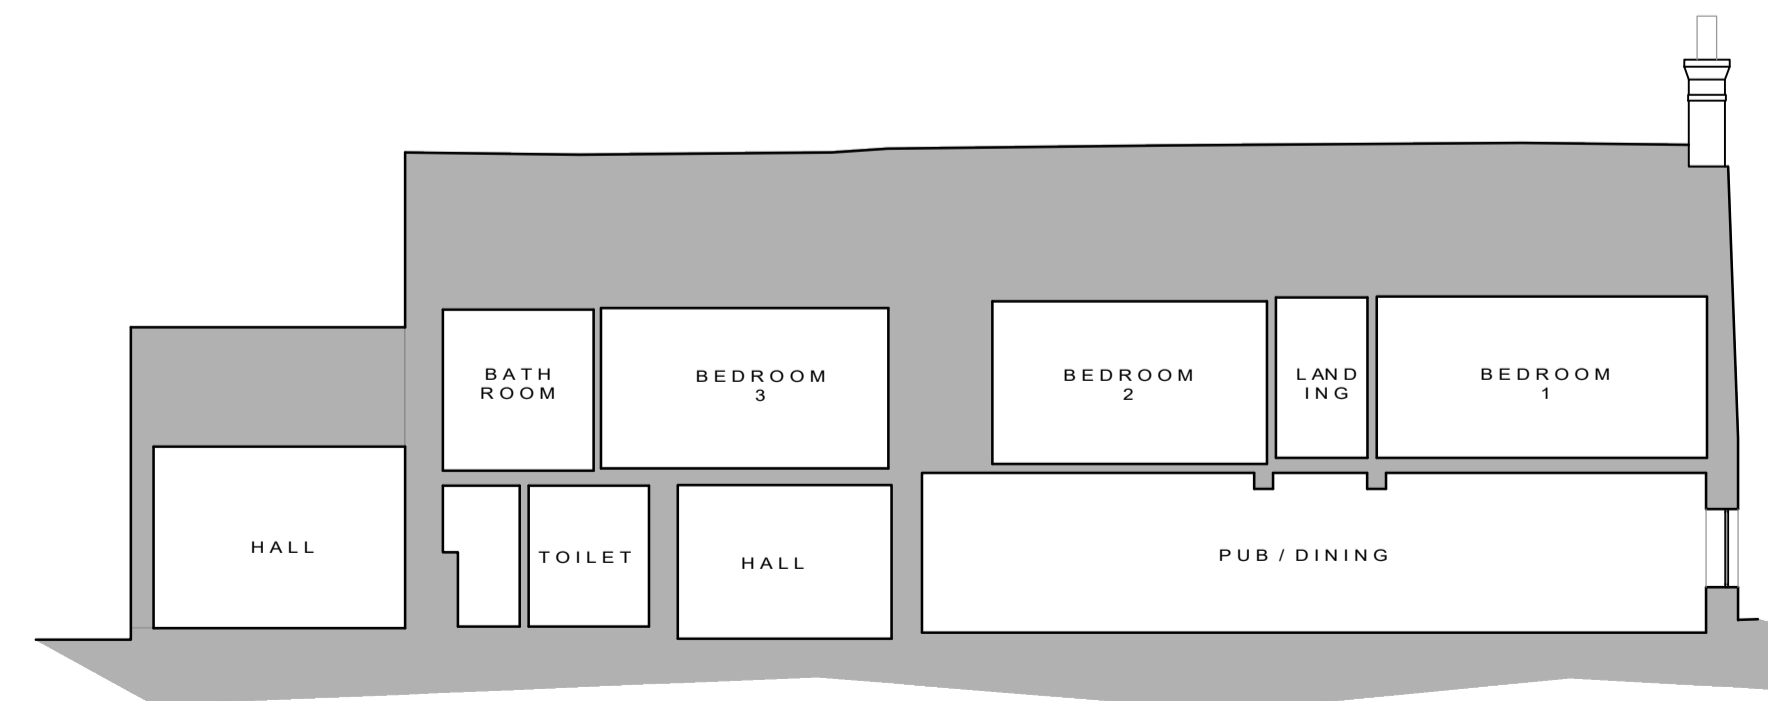 BATH
ROOM
BEDROOM
3
BEDROOM
2
LAND
ING
BEDROOM
1
HALL
TOILET
HALL
PUB / DINING